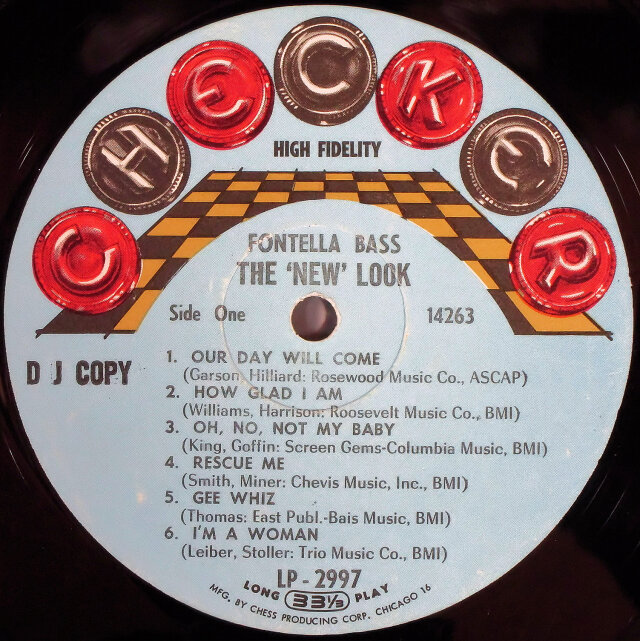 CHECKER
HIGH FIDELITY
FONTELLA BASS
THE 'NEW' LOOK
Side One 14263
D J COPY
1. OUR DAY WILL COME
(Garson, Hilliard: Rosewood Music Co., ASCAP)
2. HOW GLAD I AM
(Williams, Harrison: Roosevelt Music Co., BMI)
3. OH, NO, NOT MY BABY
(King, Goffin: Screen Gems-Columbia Music, BMI)
4. RESCUE ME
(Smith, Miner: Chevis Music, Inc., BMI)
5. GEE WHIZ
(Thomas: East Publ.-Bais Music, BMI)
6. I'M A WOMAN
(Leiber, Stoller: Trio Music Co., BMI)
LP - 2997
LONG 33⅓ PLAY
MFG. BY CHESS PRODUCING CORP. CHICAGO 16